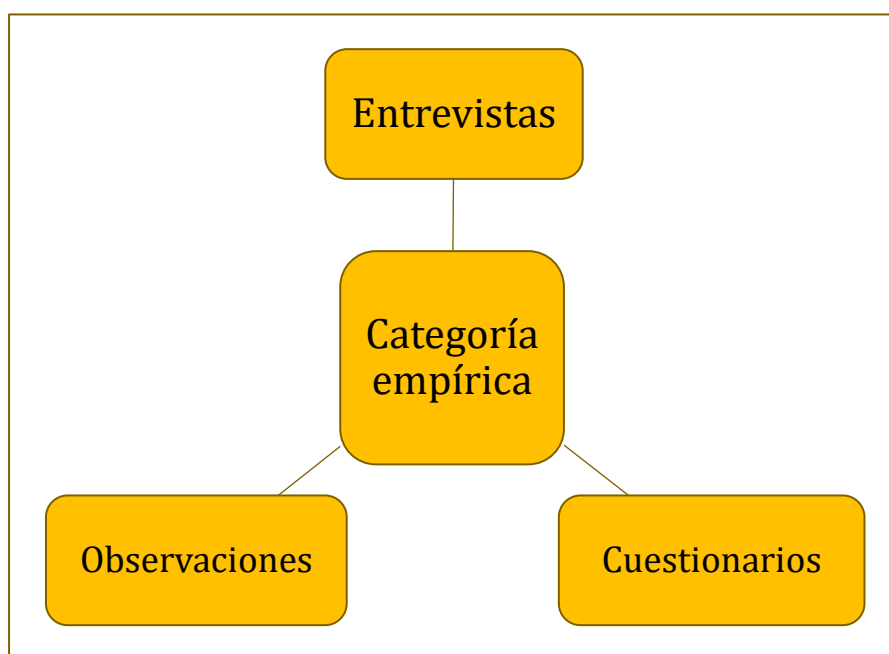 Entrevistas
Categoría
empírica
Observaciones
Cuestionarios